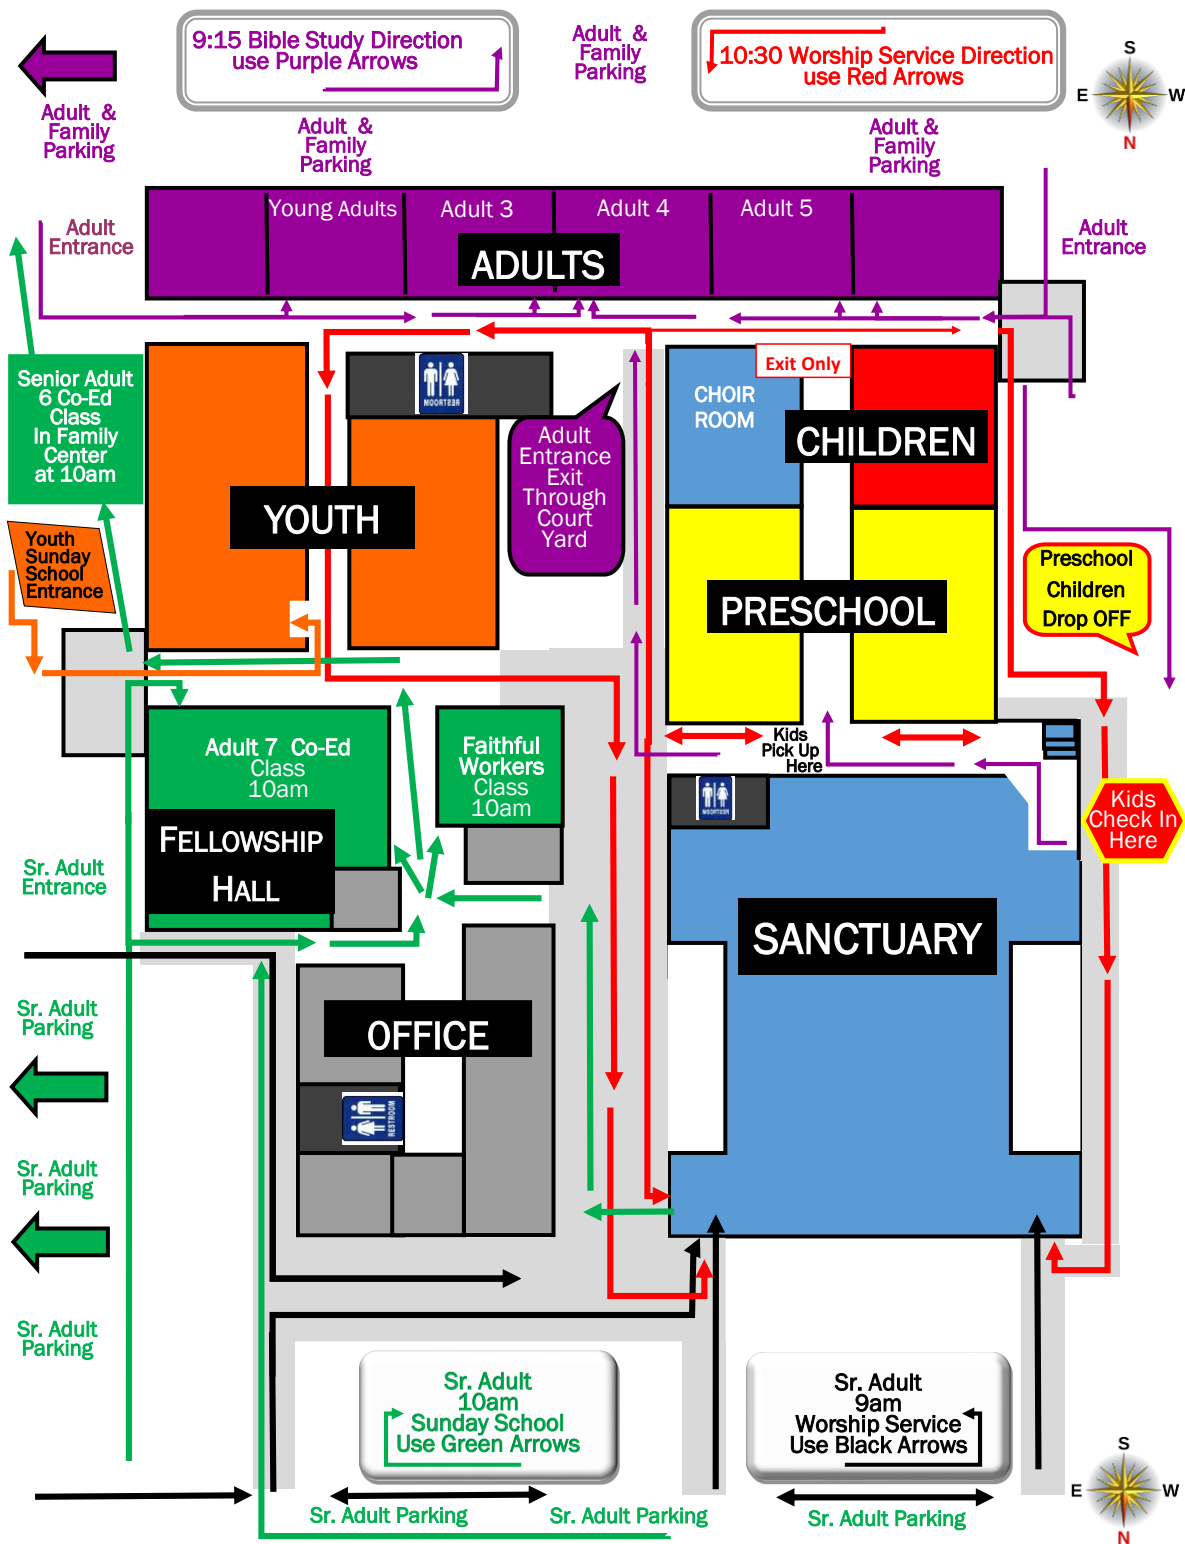 9:15 Bible Study Direction
use Purple Arrows
Adult &
Family
Parking
10:30 Worship Service Direction
use Red Arrows
S
E
W
N
Adult &
Family
Parking
Adult &
Family
Parking
Adult &
Family
Parking
Adult
Entrance
Young Adults
Adult 3
Adult 4
Adult 5
ADULTS
Adult
Entrance
Senior Adult
6 Co-Ed
Class
In Family
Center
at 10am
RESTROOM
Exit Only
CHOIR
ROOM
CHILDREN
Adult
Entrance
Exit
Through
Court
Yard
YOUTH
Youth
Sunday
School
Entrance
Preschool
Children
Drop OFF
PRESCHOOL
Adult 7 Co-Ed
Class
10am
Faithful
Workers
Class
10am
Kids
Pick Up
Here
RESTROOM
Kids
Check In
Here
FELLOWSHIP
HALL
Sr. Adult
Entrance
SANCTUARY
Sr. Adult
Parking
OFFICE
RESTROOM
Sr. Adult
Parking
Sr. Adult
Parking
Sr. Adult
10am
Sunday School
Use Green Arrows
Sr. Adult
9am
Worship Service
Use Black Arrows
S
E
W
N
Sr. Adult Parking
Sr. Adult Parking
Sr. Adult Parking